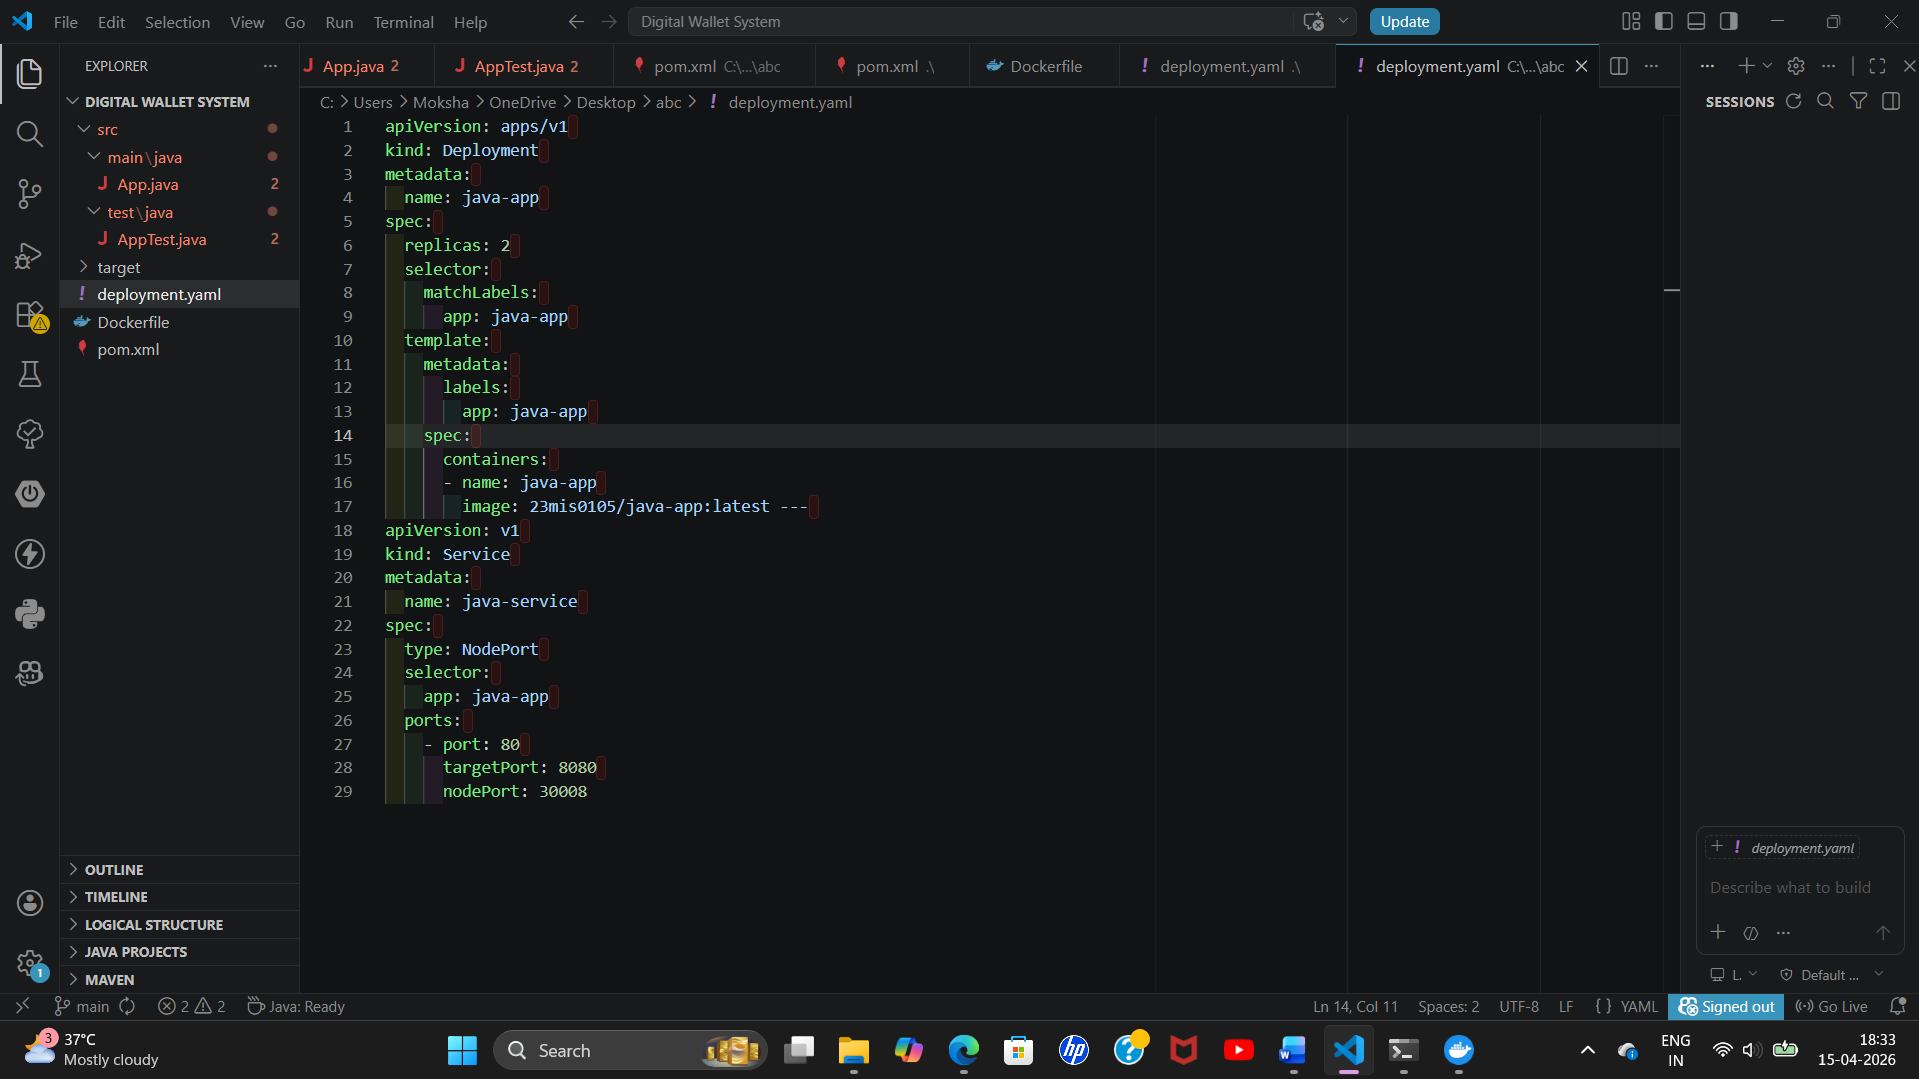 File Edit Selection View Go Run Terminal Help
Digital Wallet System
Update
EXPLORER
App.java 2
AppTest.java 2
pom.xml C:\...\abc
pom.xml .\
Dockerfile
deployment.yaml .\
deployment.yaml C:\...\abc
DIGITAL WALLET SYSTEM
src
main\java
App.java 2
test\java
AppTest.java 2
target
deployment.yaml
Dockerfile
pom.xml
OUTLINE
TIMELINE
LOGICAL STRUCTURE
JAVA PROJECTS
MAVEN
1
C: > Users > Moksha > OneDrive > Desktop > abc > ! deployment.yaml
1 apiVersion: apps/v1
2 kind: Deployment
3 metadata:
4   name: java-app
5 spec:
6   replicas: 2
7   selector:
8     matchLabels:
9       app: java-app
10   template:
11     metadata:
12       labels:
13         app: java-app
14     spec:
15       containers:
16       - name: java-app
17         image: 23mis0105/java-app:latest ---
18 apiVersion: v1
19 kind: Service
20 metadata:
21   name: java-service
22 spec:
23   type: NodePort
24   selector:
25     app: java-app
26   ports:
27     - port: 80
28       targetPort: 8080
29       nodePort: 30008
SESSIONS
deployment.yaml
Describe what to build
L
Default ...
main 2 2 Java: Ready
Ln 14, Col 11 Spaces: 2 UTF-8 LF {} YAML Signed out Go Live
3
37°C
Mostly cloudy
Search
hp
W
ENG
IN
18:33
15-04-2026